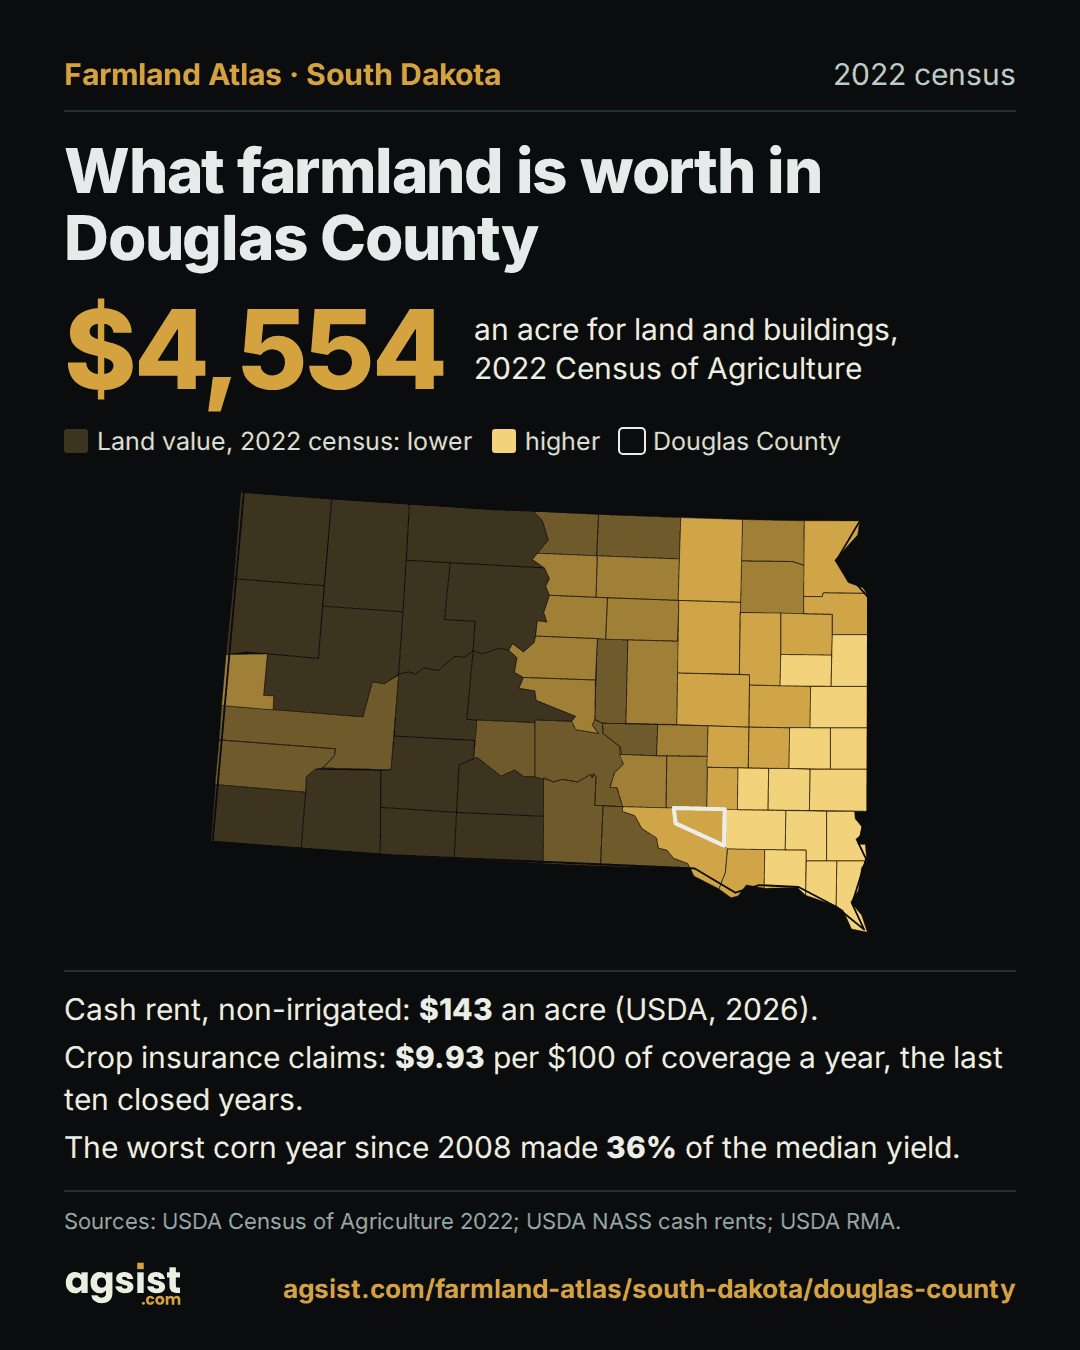 Farmland Atlas · South Dakota
2022 census
What farmland is worth in
Douglas County
$4,554
an acre for land and buildings,
2022 Census of Agriculture
Land value, 2022 census: lower
higher
Douglas County
Cash rent, non-irrigated: $143 an acre (USDA, 2026).
Crop insurance claims: $9.93 per $100 of coverage a year, the last
ten closed years.
The worst corn year since 2008 made 36% of the median yield.
Sources: USDA Census of Agriculture 2022; USDA NASS cash rents; USDA RMA.
agsist
.com
agsist.com/farmland-atlas/south-dakota/douglas-county